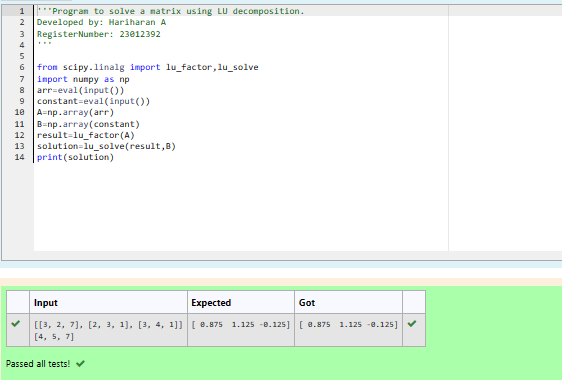 1 '''Program to solve a matrix using LU decomposition.
2 Developed by: Hariharan A
3 RegisterNumber: 23012392
4 '''
5
6 from scipy.linalg import lu_factor,lu_solve
7 import numpy as np
8 arr=eval(input())
9 constant=eval(input())
10 A=np.array(arr)
11 B=np.array(constant)
12 result=lu_factor(A)
13 solution=lu_solve(result,B)
14 print(solution)
Input Expected Got
[[3, 2, 7], [2, 3, 1], [3, 4, 1]] [ 0.875 1.125 -0.125] [ 0.875 1.125 -0.125]
[4, 5, 7]
Passed all tests!